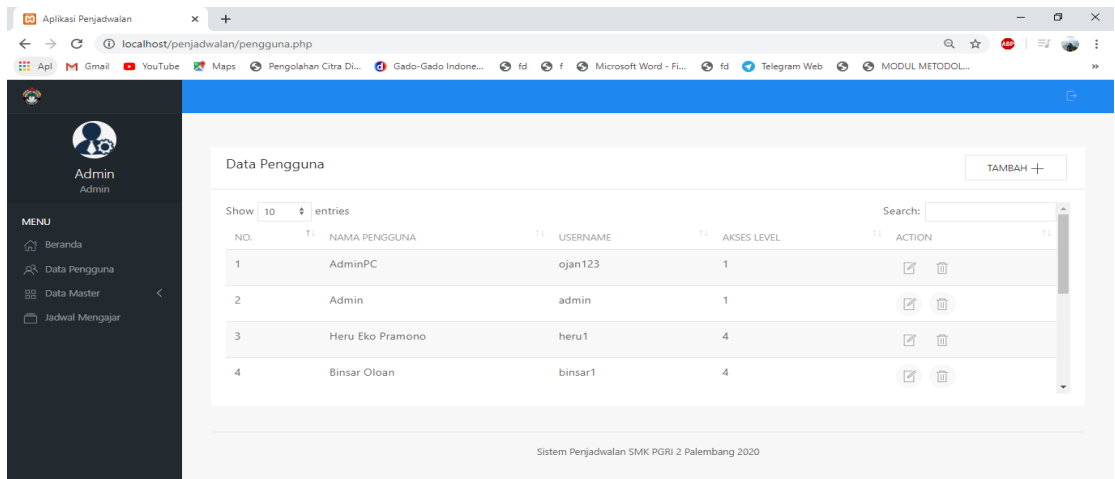 Aplikasi Penjadwalan
localhost/penjadwalan/pengguna.php
ABP
Apl Gmail YouTube Maps Pengolahan Citra Di... Gado-Gado Indone... fd f Microsoft Word - Fi... fd Telegram Web MODUL METODOL...
Admin
Admin
MENU
Beranda
Data Pengguna
Data Master
Jadwal Mengajar
Data Pengguna
TAMBAH
Show 10 entries
Search:
NO. NAMA PENGGUNA USERNAME AKSES LEVEL ACTION
1 AdminPC ojan123 1
2 Admin admin 1
3 Heru Eko Pramono heru1 4
4 Binsar Oloan binsar1 4
Sistem Penjadwalan SMK PGRI 2 Palembang 2020